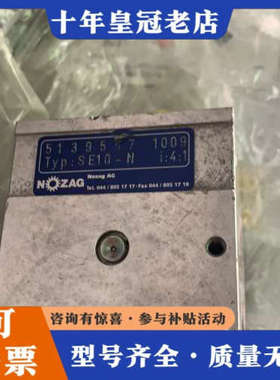 十年皇冠老店
5139547 1009
Typ:SE10-N i:4:1
NOZAG
Nozag AG
Tel. 044 / 805 17 17 · Fax 044 / 805 17 18
可
票
咨询有惊喜·参与补贴活动
型号齐全·质量无忧